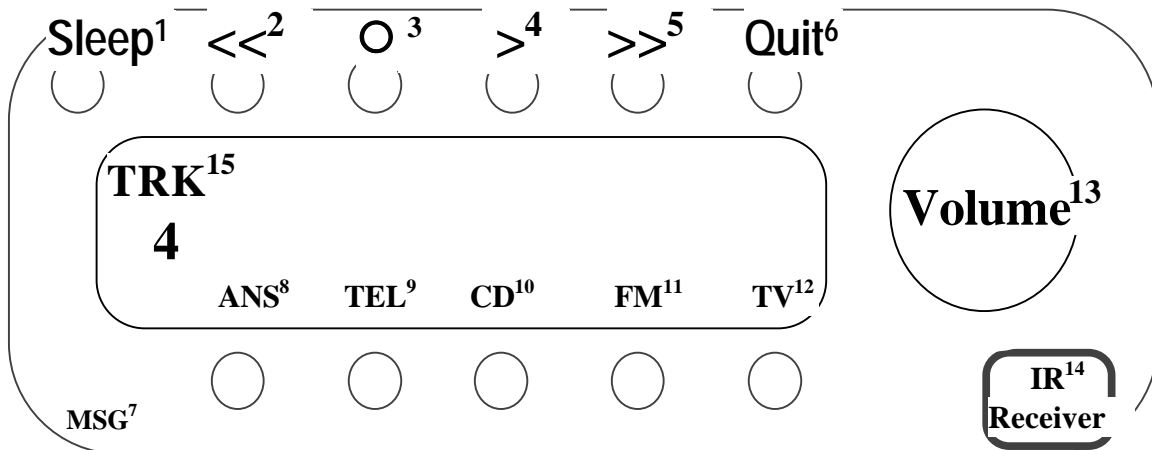 Sleep¹ <<² O ³ >⁴ >>⁵ Quit⁶
TRK¹⁵
4
Volume¹³
ANS⁸ TEL⁹ CD¹⁰ FM¹¹ TV¹²
IR¹⁴
Receiver
MSG⁷